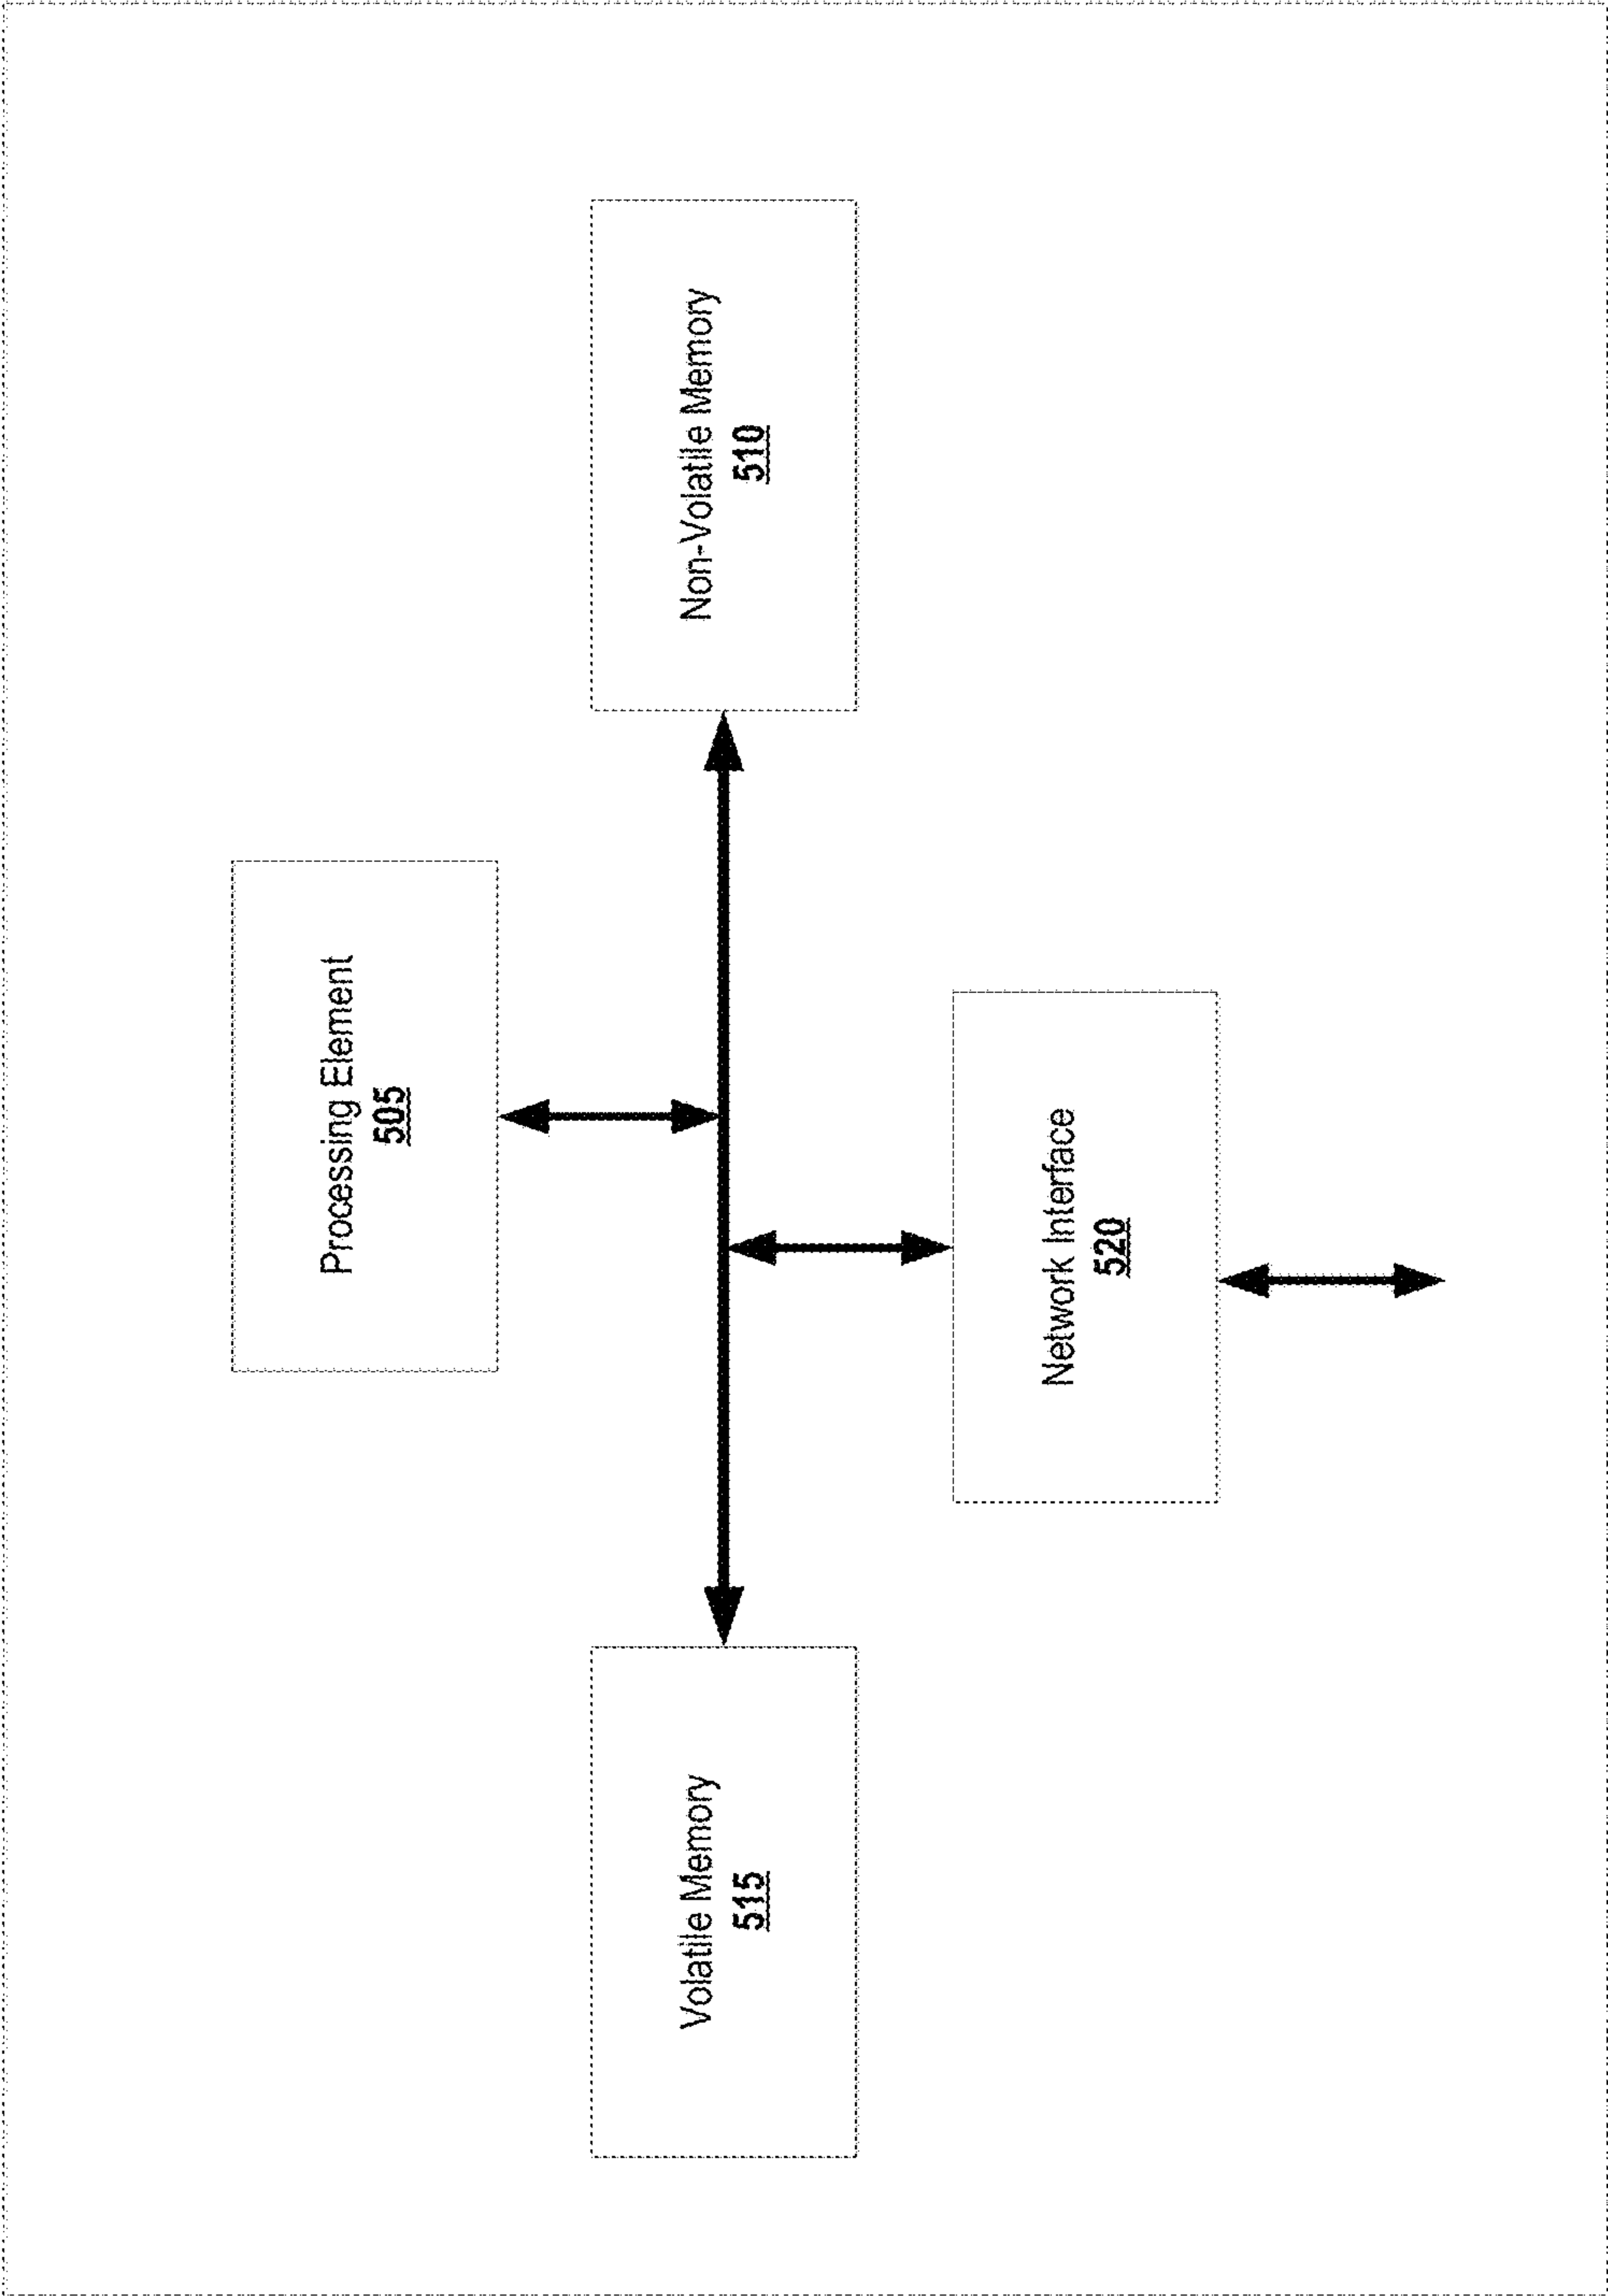 Processing Element
505
Volatile Memory
515
Non-Volatile Memory
510
Network Interface
520